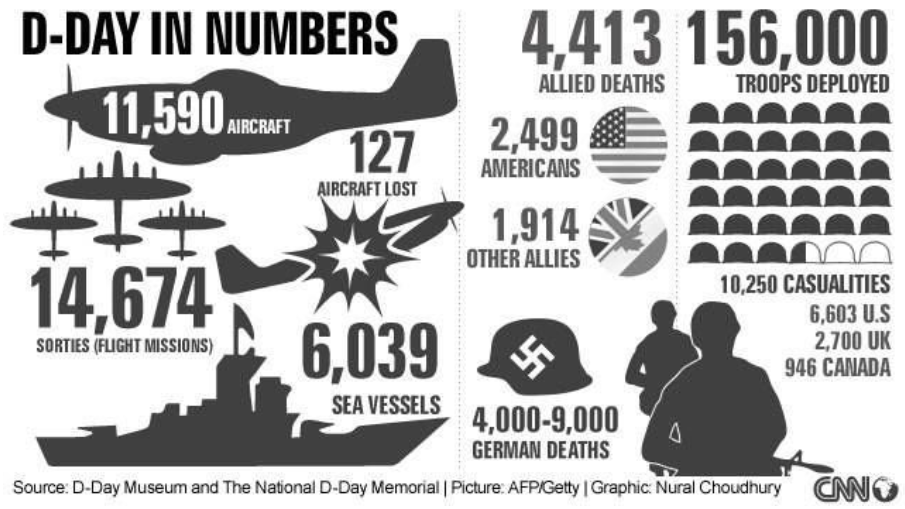 D-DAY IN NUMBERS
11,590 AIRCRAFT
127
AIRCRAFT LOST
14,674
SORTIES (FLIGHT MISSIONS)
6,039
SEA VESSELS
4,413
ALLIED DEATHS
2,499
AMERICANS
1,914
OTHER ALLIES
4,000-9,000
GERMAN DEATHS
156,000
TROOPS DEPLOYED
10,250 CASUALITIES
6,603 U.S
2,700 UK
946 CANADA
Source: D-Day Museum and The National D-Day Memorial | Picture: AFP/Getty | Graphic: Nural Choudhury
CNN